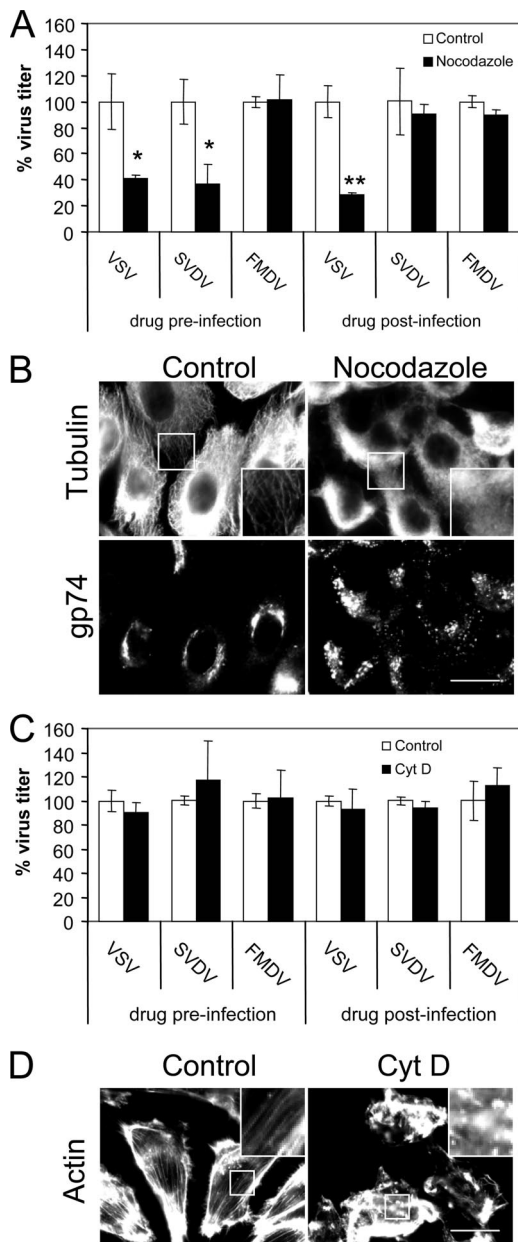 A
160
140
120
100
80
60
40
20
0
% virus titer
Control
Nocodazole
*
*
**
VSV
SVDV
FMDV
VSV
SVDV
FMDV
drug pre-infection
drug post-infection
B
Control
Nocodazole
Tubulin
gp74
C
160
140
120
100
80
60
40
20
0
% virus titer
Control
Cyt D
VSV
SVDV
FMDV
VSV
SVDV
FMDV
drug pre-infection
drug post-infection
D
Control
Cyt D
Actin